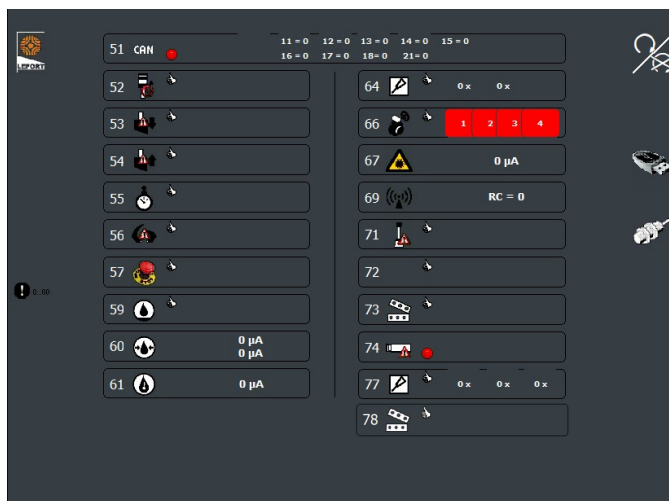 LEFORT
51 CAN
11 = 0 12 = 0 13 = 0 14 = 0 15 = 0
16 = 0 17 = 0 18= 0 21= 0
52
53
54
55
56
57
59
60 0 µA
0 µA
61 0 µA
64 0 x 0 x
66 1 2 3 4
67 0 µA
69 RC = 0
71
72
73
74
77 0 x 0 x 0 x
78